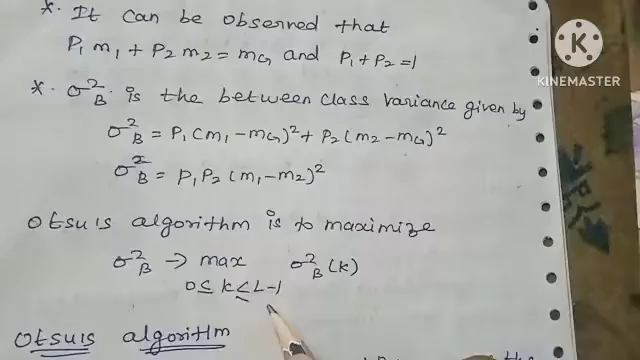 *. It can be observed that
P₁ m₁ + P₂ m₂ = mG and P₁ + P₂ = 1
*. σ²B. is the between class variance given by
σ²B = P₁ (m₁ - mG)² + P₂ (m₂ - mG)²
σ²B = P₁ P₂ (m₁ - m₂)²
Otsu's algorithm is to maximize
σ²B → max σ²B (k)
0 ≤ k ≤ L-1
Otsu's algorithm
the
KINEMASTER